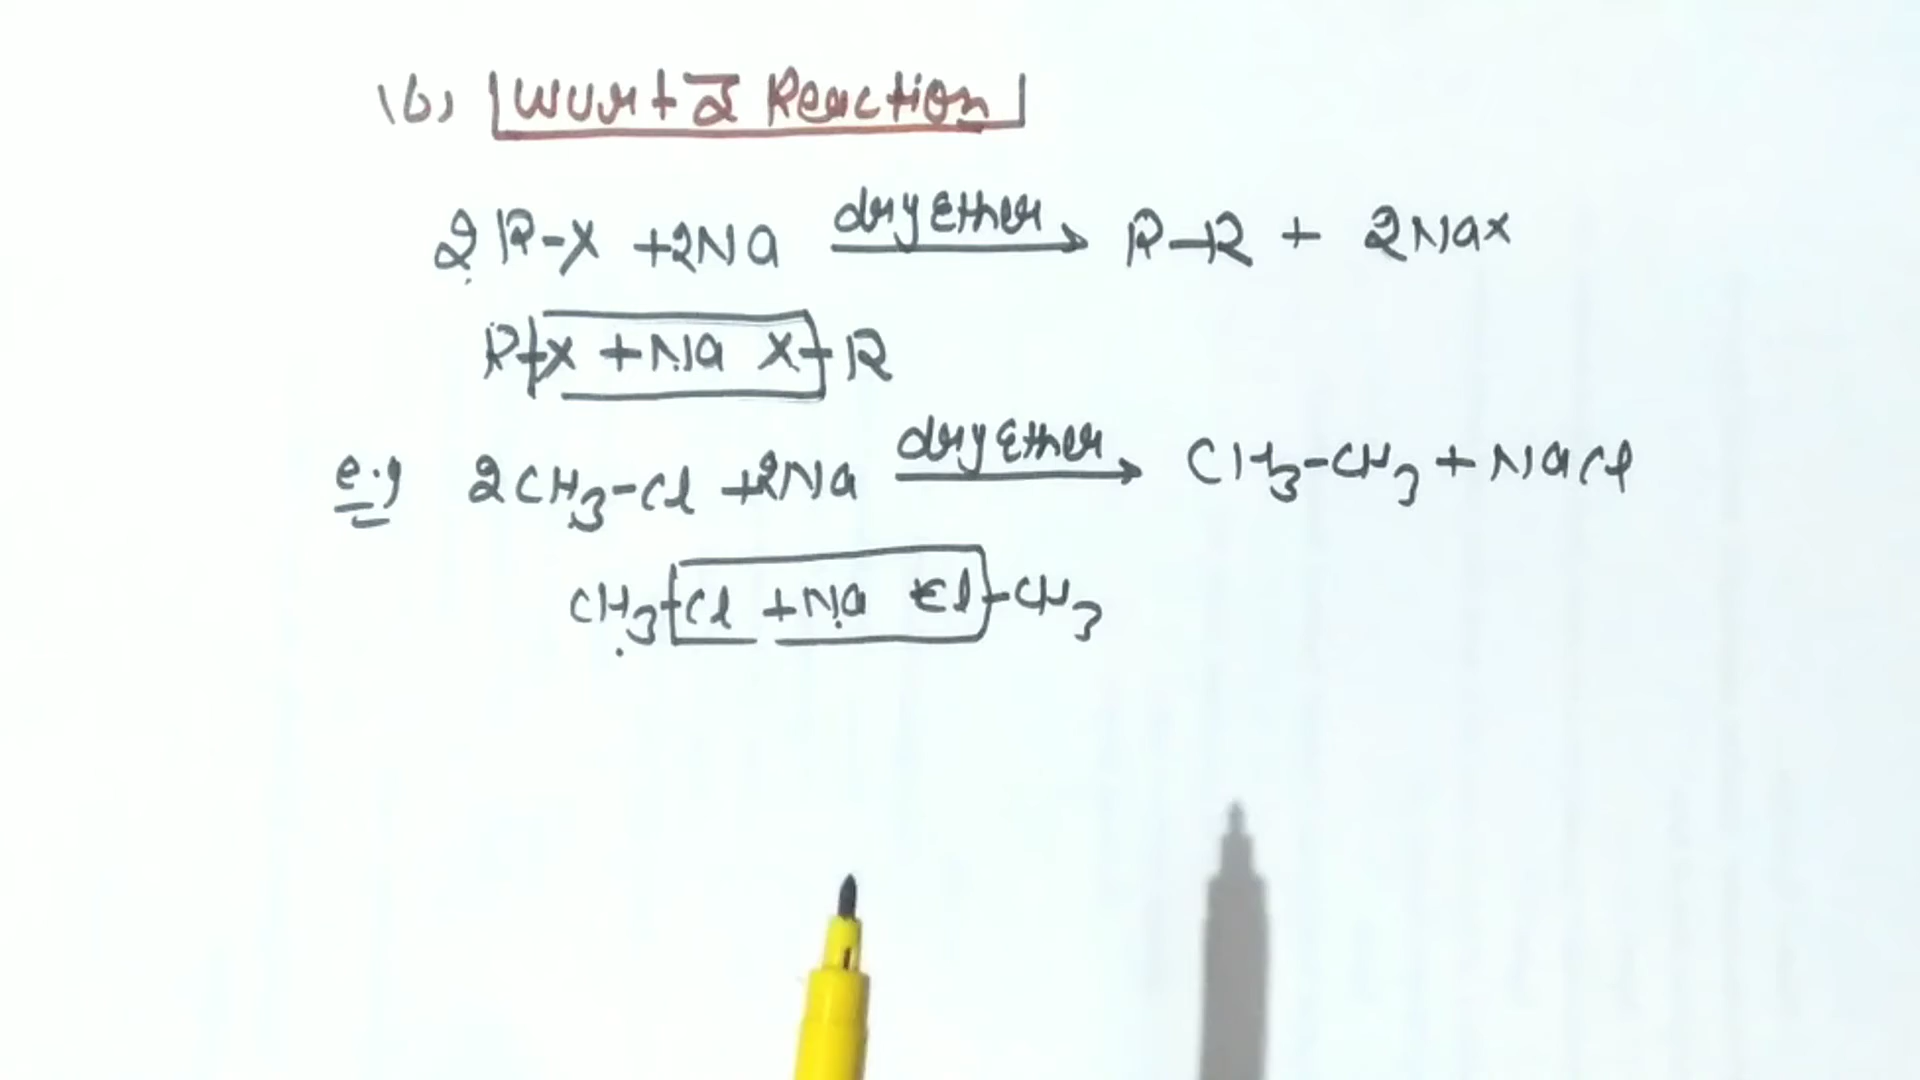 (b) Wurtz Reaction
2R-X +2Na dry Ether → R-R + 2NaX
R-X +Na X-R
e.g 2CH3-Cl +2Na dry Ether → CH3-CH3 + NaCl
CH3-Cl +Na Cl-CH3